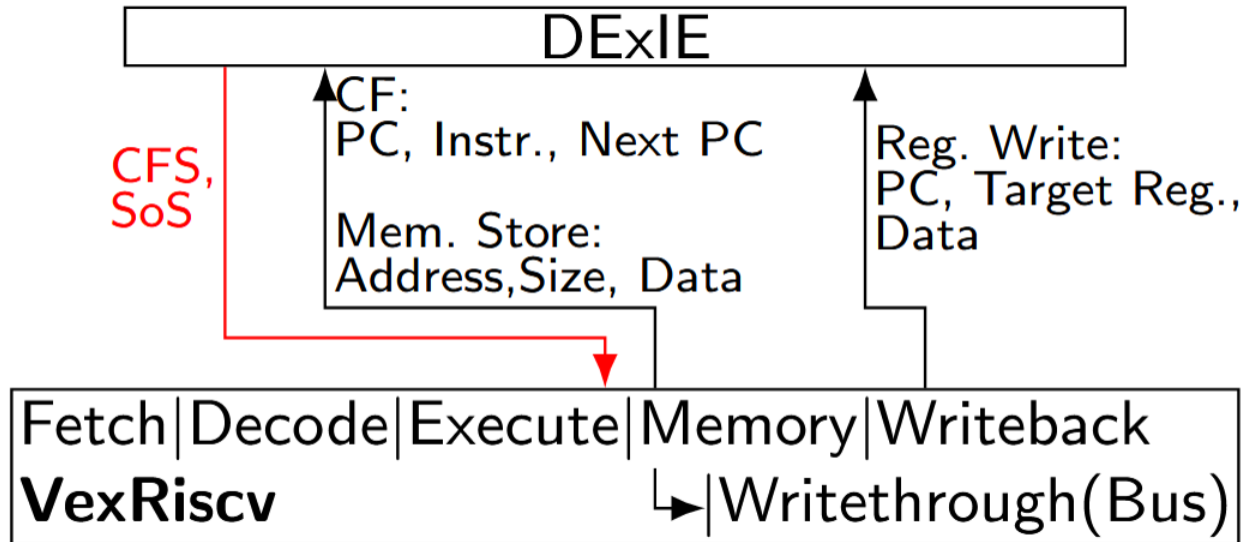 DExIE
CF:
PC, Instr., Next PC
CFS,
SoS
Reg. Write:
PC, Target Reg.,
Data
Mem. Store:
Address,Size, Data
Fetch|Decode|Execute|Memory|Writeback
VexRiscv
|Writethrough(Bus)